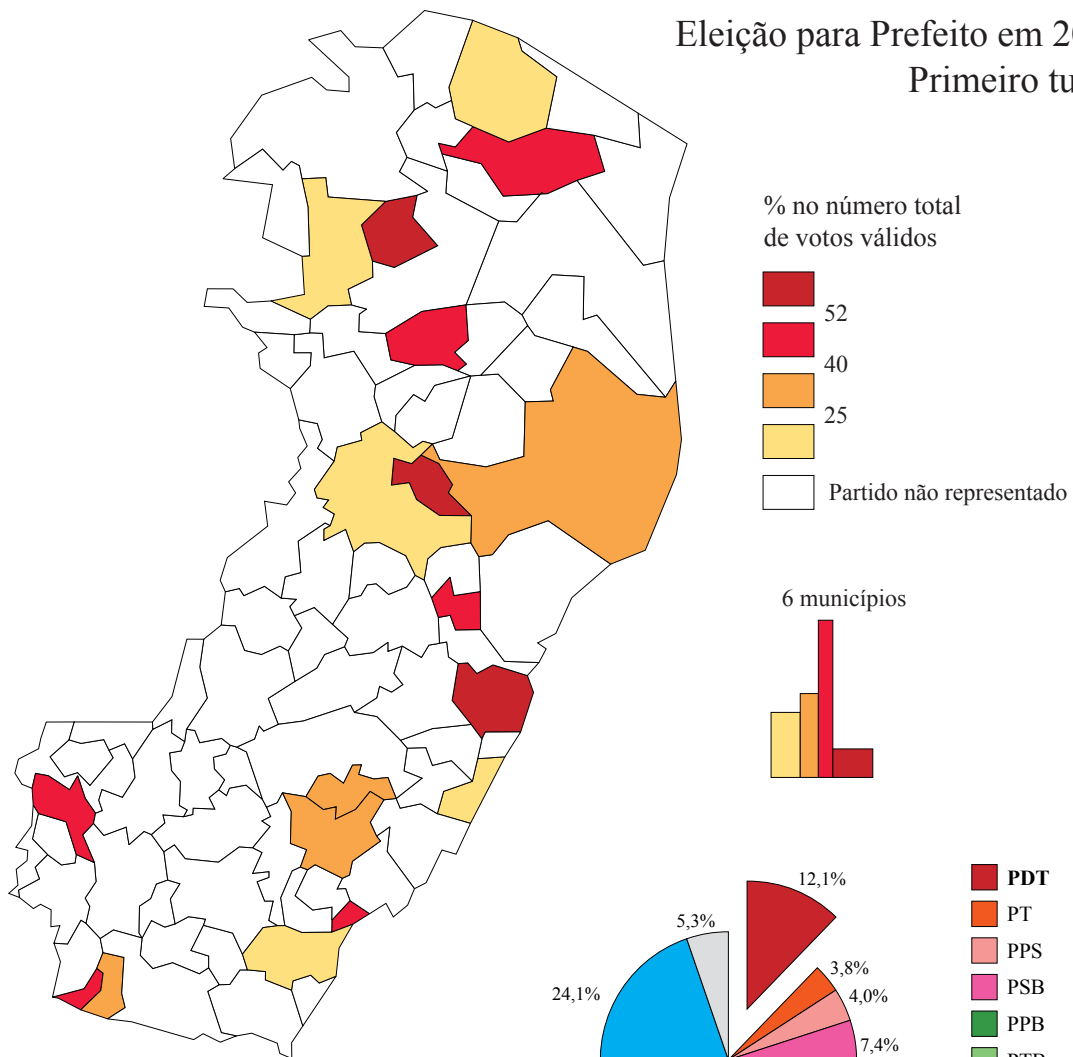 Eleição para Prefeito em 20
Primeiro tu
% no número total
de votos válidos
52
40
25
Partido não representado
6 municípios
12,1%
5,3%
3,8%
24,1%
4,0%
7,4%
PDT
PT
PPS
PSB
PPB